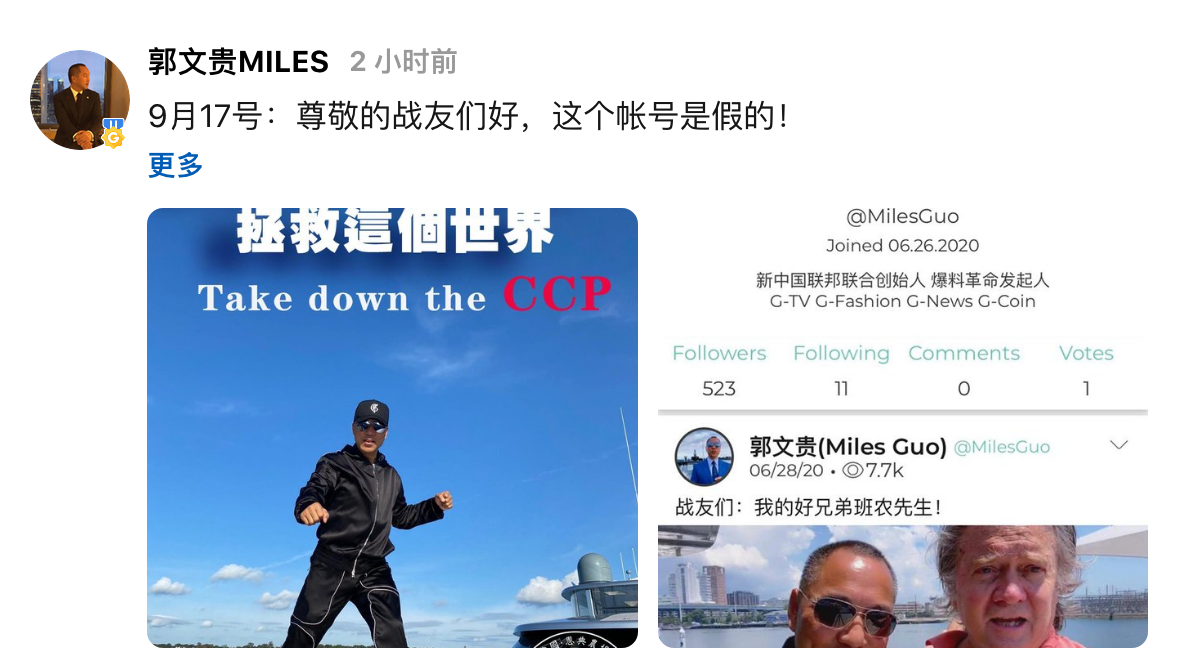 郭文贵MILES 2 小时前
9月17号：尊敬的战友们好，这个帐号是假的！
更多
拯救這個世界
Take down the CCP
@MilesGuo
Joined 06.26.2020
新中国联邦联合创始人 爆料革命发起人
G-TV G-Fashion G-News G-Coin
Followers Following Comments Votes
523 11 0 1
郭文贵(Miles Guo) @MilesGuo
06/28/20 • 7.7k
战友们：我的好兄弟班农先生！